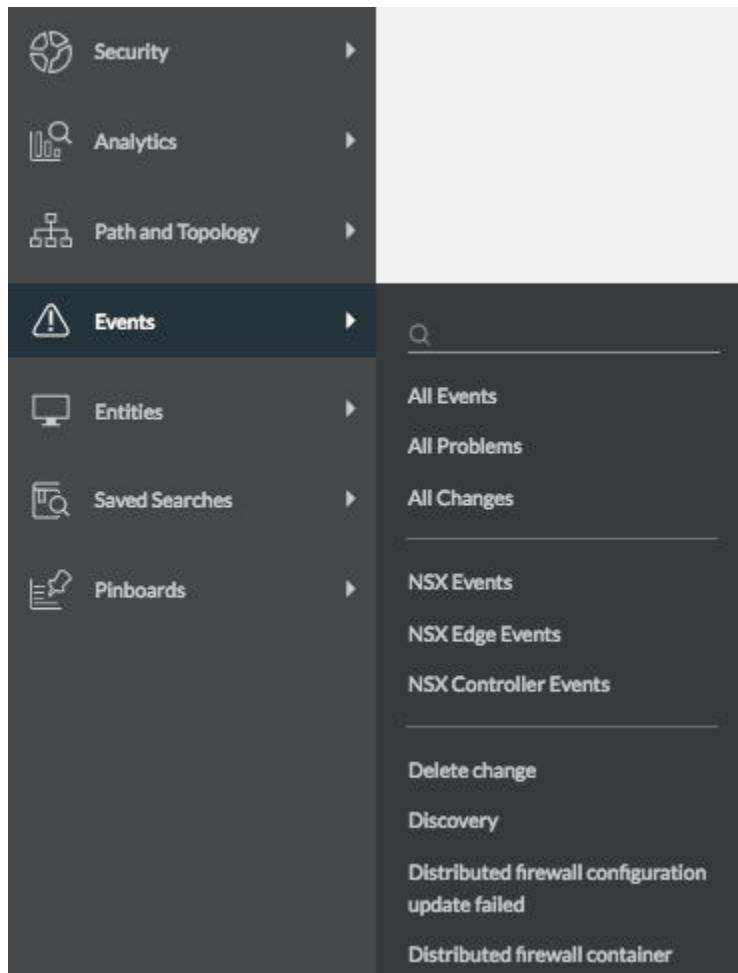 Security
Analytics
Path and Topology
Events
Entities
Saved Searches
Pinboards
All Events
All Problems
All Changes
NSX Events
NSX Edge Events
NSX Controller Events
Delete change
Discovery
Distributed firewall configuration
update failed
Distributed firewall container